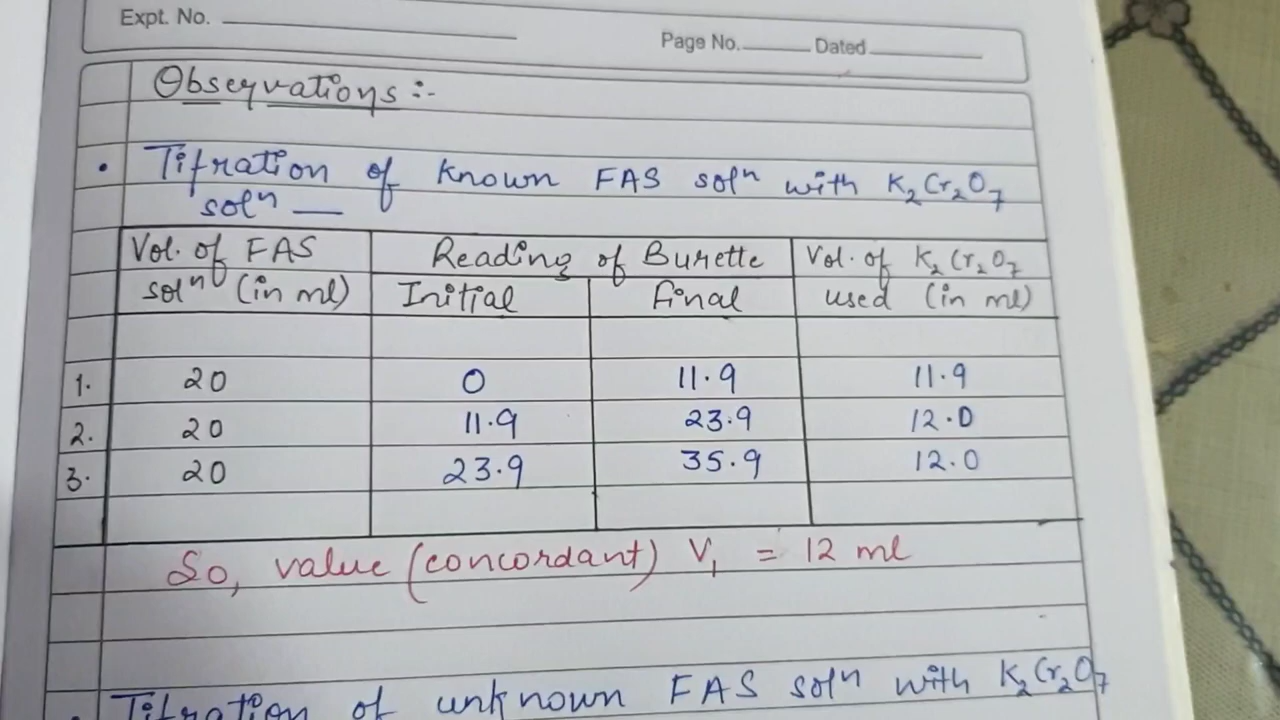 Expt. No.
Page No. Dated
Observations :-
• Titration of known FAS solⁿ with K₂Cr₂O₇
solⁿ —
Vol. of FAS solⁿ (in ml) Reading of Burette Vol. of K₂Cr₂O₇ used (in ml)
Initial Final
1. 20 0 11.9 11.9
2. 20 11.9 23.9 12.0
3. 20 23.9 35.9 12.0
So, value (concordant) V₁ = 12 ml
• Titration of unknown FAS solⁿ with K₂Cr₂O₇